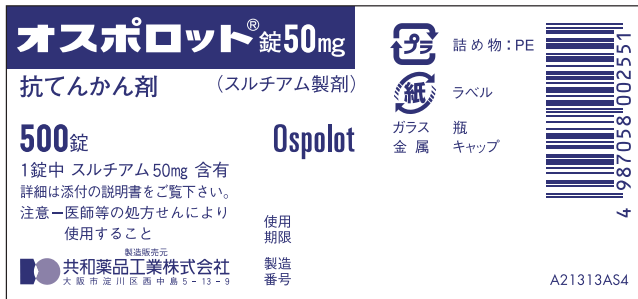 オスポロット®錠50mg
抗てんかん剤 (スルチアム製剤)
500錠 Ospolot
1錠中 スルチアム50mg 含有
詳細は添付の説明書をご覧下さい。
注意−医師等の処方せんにより
使用すること
製造販売元
共和薬品工業株式会社
大阪市淀川区西中島5-13-9
使用
期限
製造
番号
プラ 詰め物:PE
紙 ラベル
ガラス 瓶
金属 キャップ
4987058002551
A21313AS4